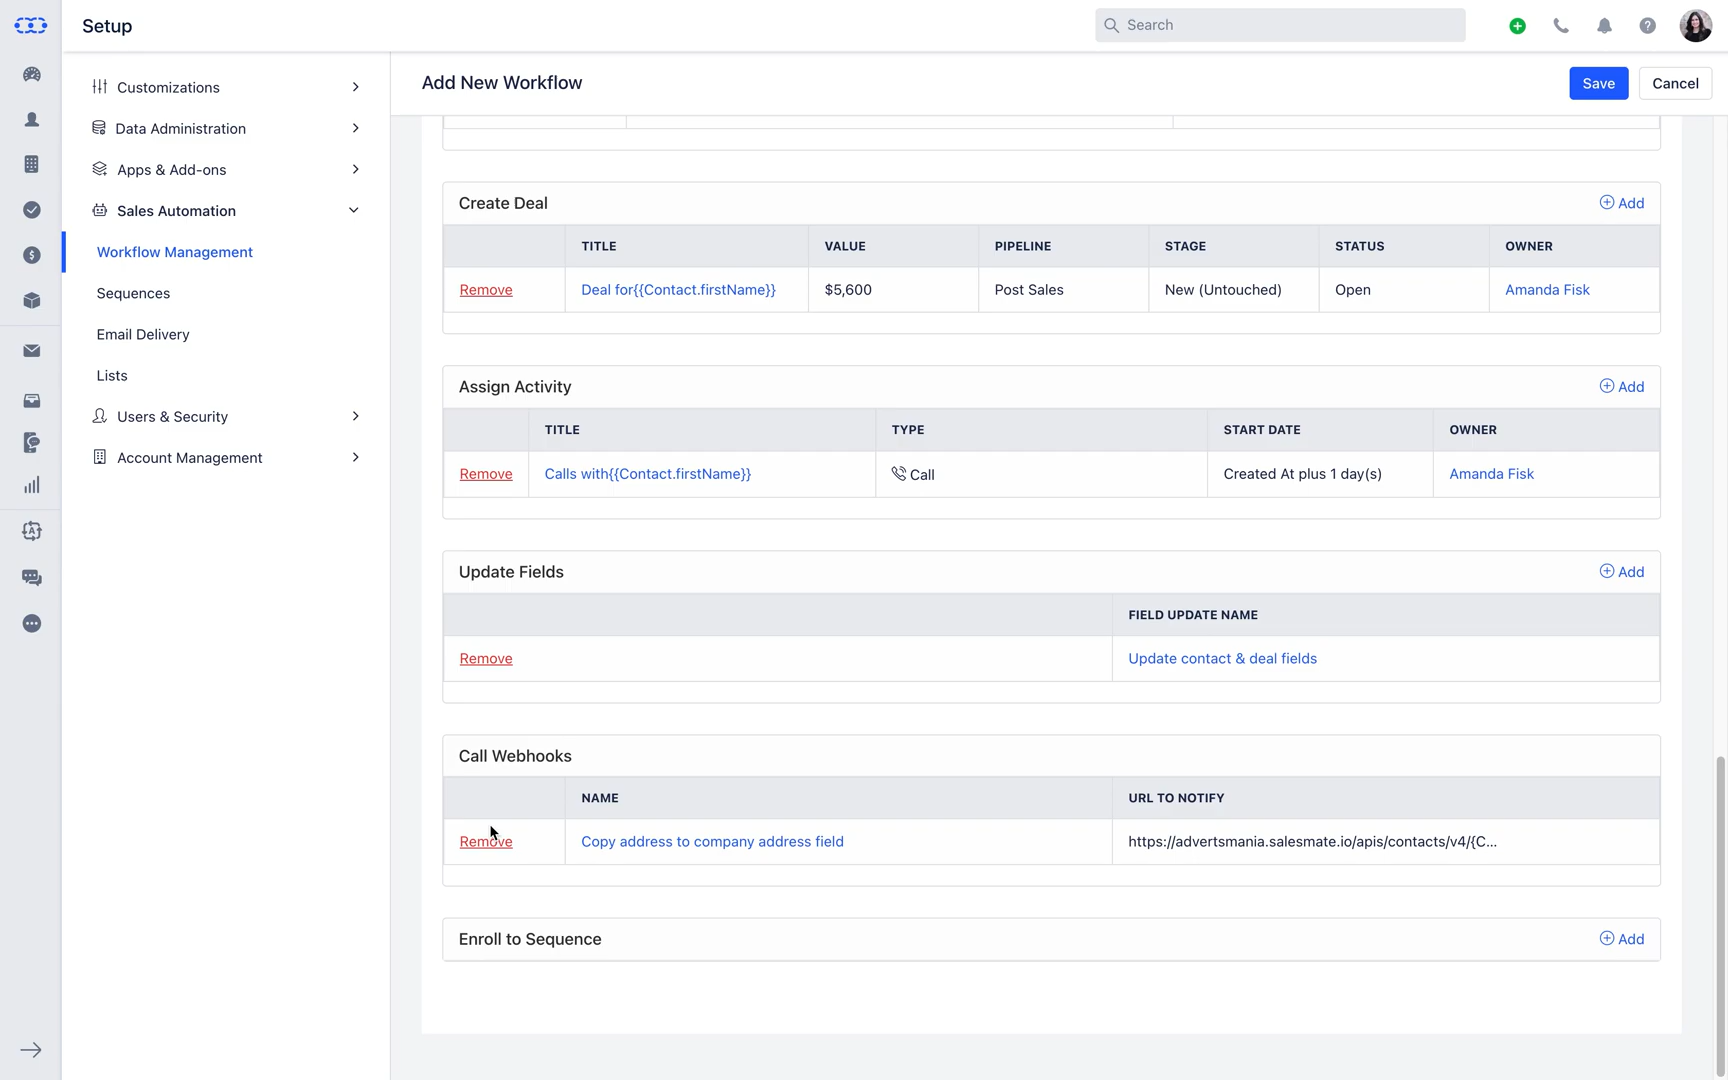 Setup
Search
Customizations
Data Administration
Apps & Add-ons
Sales Automation
Workflow Management
Sequences
Email Delivery
Lists
Users & Security
Account Management
Add New Workflow
Save
Cancel
Create Deal
Add
TITLE VALUE PIPELINE STAGE STATUS OWNER
Remove Deal for{{Contact.firstName}} $5,600 Post Sales New (Untouched) Open Amanda Fisk
Assign Activity
Add
TITLE TYPE START DATE OWNER
Remove Calls with{{Contact.firstName}} Call Created At plus 1 day(s) Amanda Fisk
Update Fields
Add
FIELD UPDATE NAME
Remove Update contact & deal fields
Call Webhooks
NAME URL TO NOTIFY
Remove Copy address to company address field https://advertsmania.salesmate.io/apis/contacts/v4/{C...
Enroll to Sequence
Add